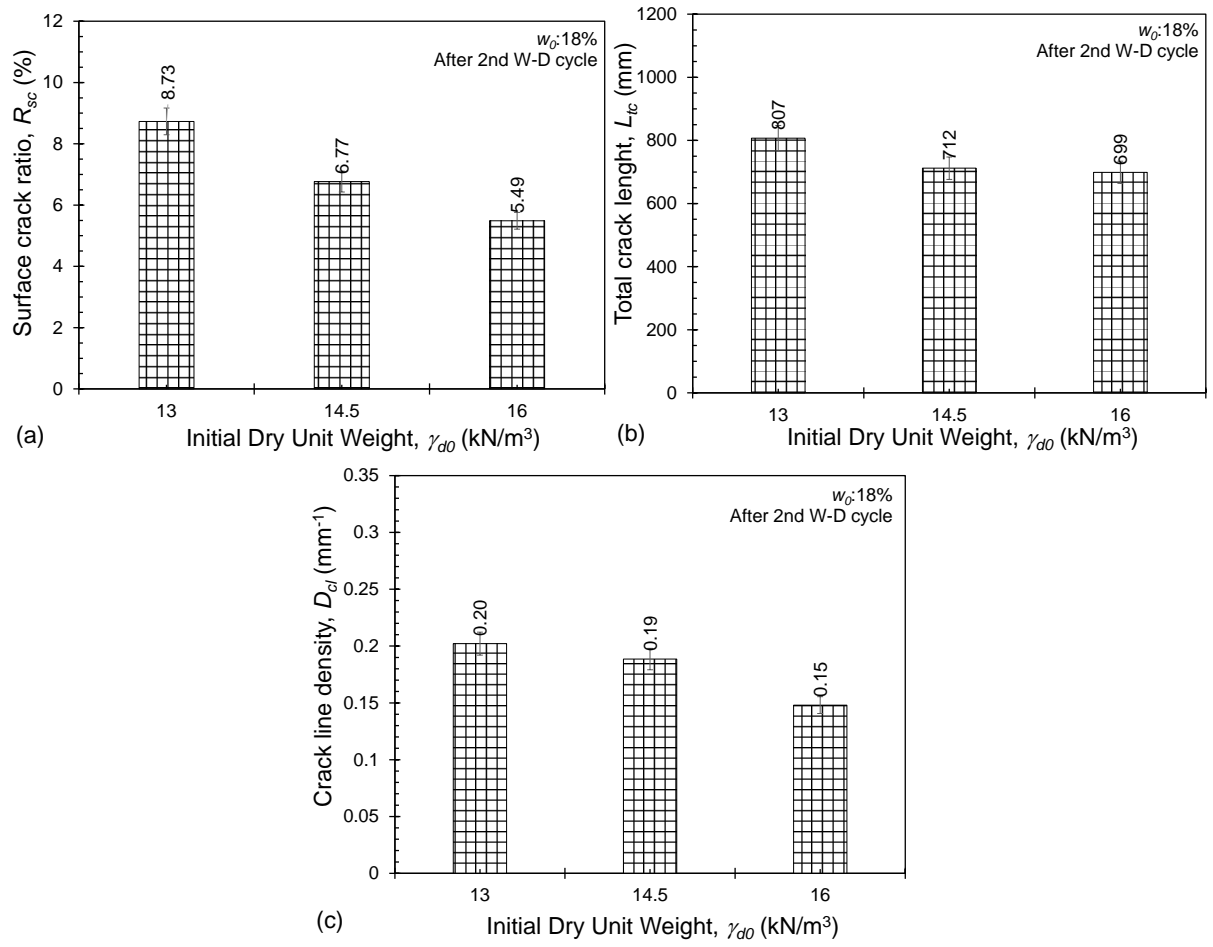 12
10
8
6
4
2
0
Surface crack ratio, Rsc (%)
w0:18%
After 2nd W-D cycle
8.73
6.77
5.49
13
14.5
16
(a)
Initial Dry Unit Weight, γd0 (kN/m³)
1200
1000
800
600
400
200
0
Total crack lenght, Ltc (mm)
w0:18%
After 2nd W-D cycle
807
712
699
13
14.5
16
(b)
Initial Dry Unit Weight, γd0 (kN/m³)
0.35
0.3
0.25
0.2
0.15
0.1
0.05
0
Crack line density, Dcl (mm⁻¹)
w0:18%
After 2nd W-D cycle
0.20
0.19
0.15
13
14.5
16
(c)
Initial Dry Unit Weight, γd0 (kN/m³)